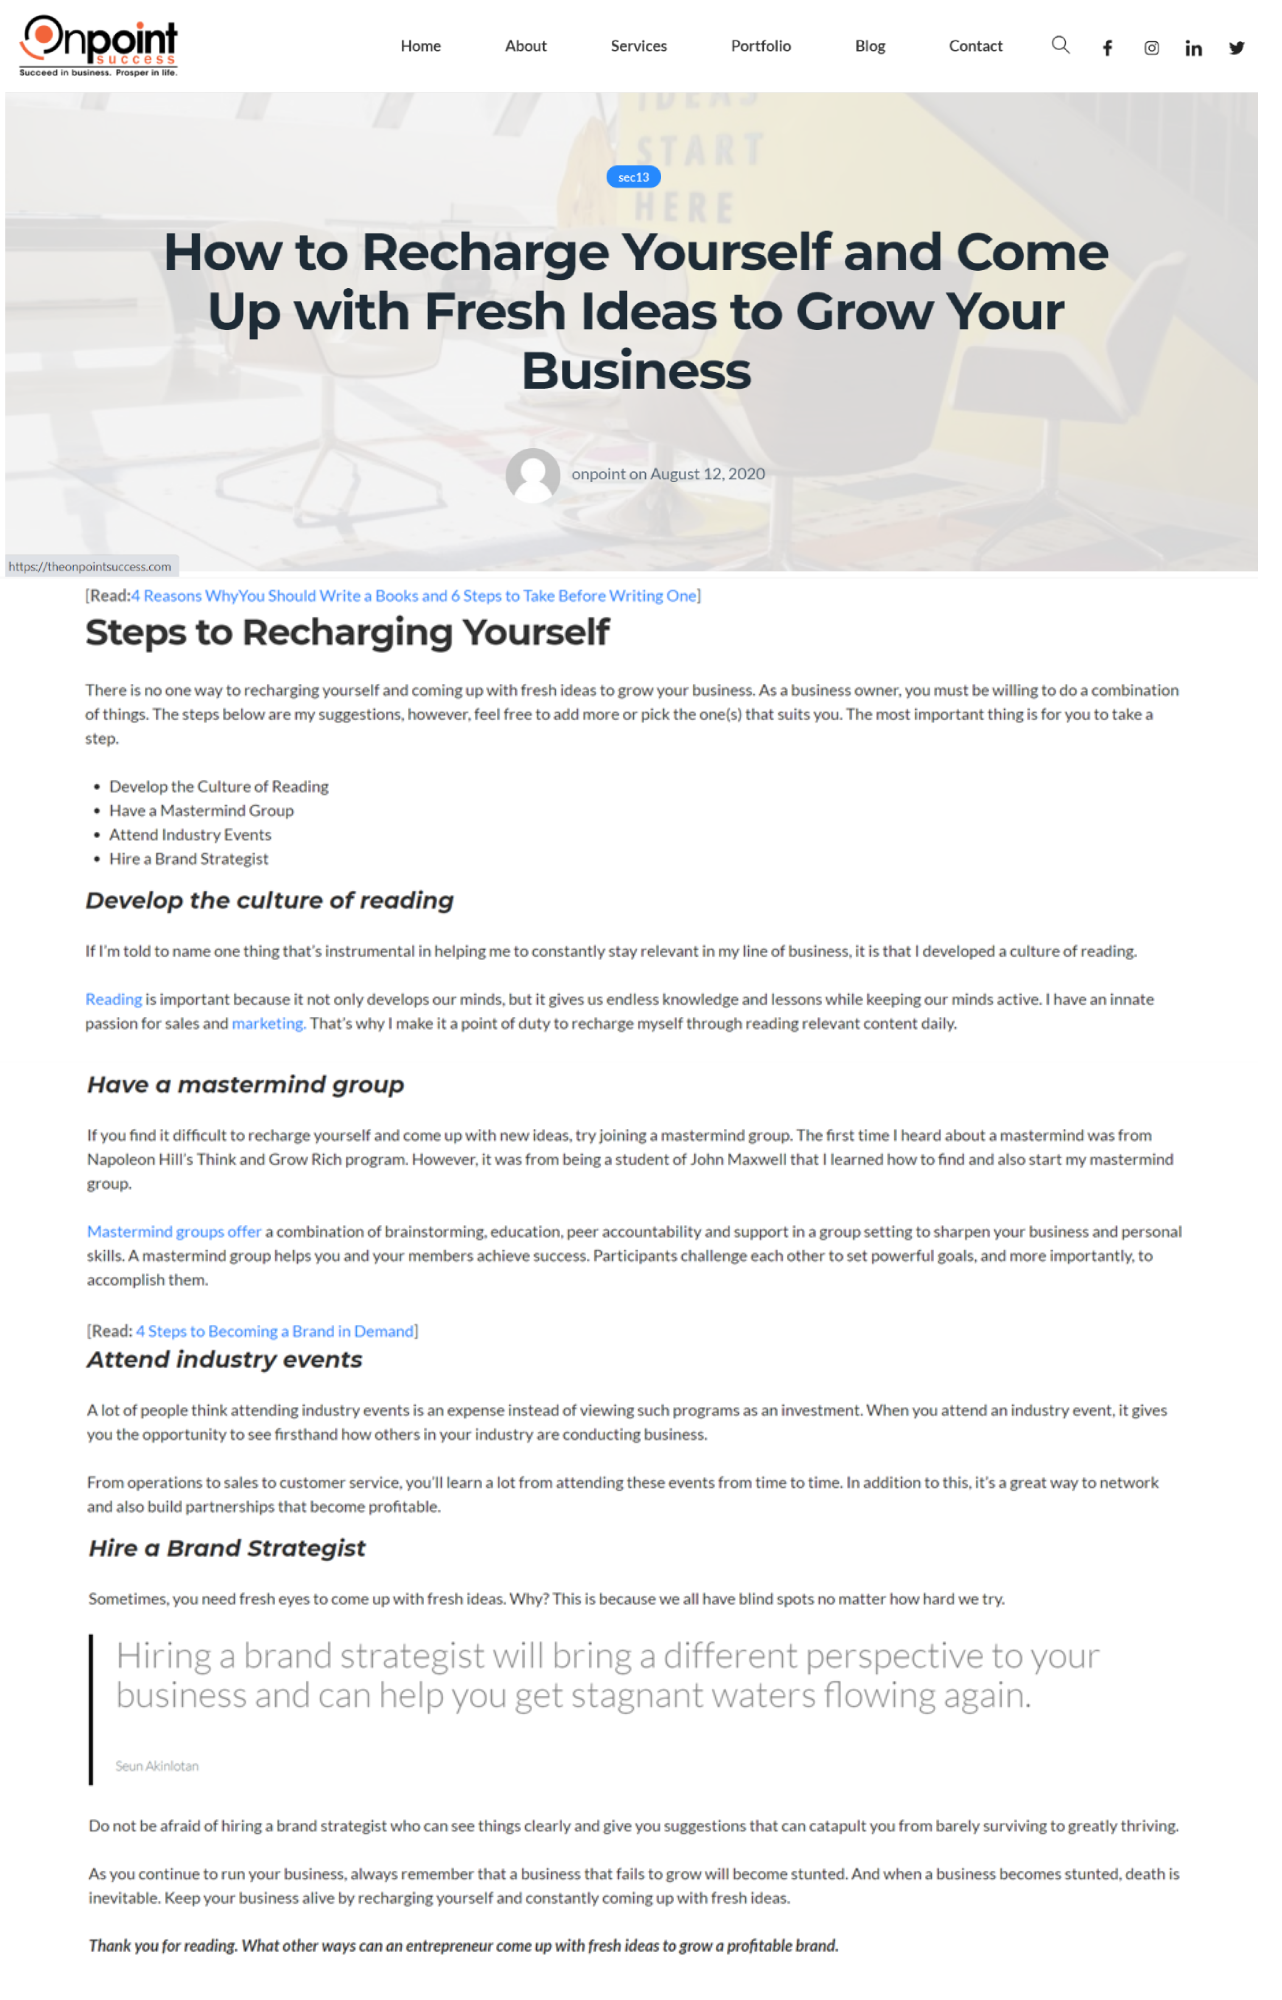 Onpoint
success
Succeed in business. Prosper in life.
Home About Services Portfolio Blog Contact
IDEAS
START
HERE
sec13
How to Recharge Yourself and Come
Up with Fresh Ideas to Grow Your
Business
onpoint on August 12, 2020
https://theonpointsuccess.com
[Read:4 Reasons WhyYou Should Write a Books and 6 Steps to Take Before Writing One]
Steps to Recharging Yourself
There is no one way to recharging yourself and coming up with fresh ideas to grow your business. As a business owner, you must be willing to do a combination
of things. The steps below are my suggestions, however, feel free to add more or pick the one(s) that suits you. The most important thing is for you to take a
step.
• Develop the Culture of Reading
• Have a Mastermind Group
• Attend Industry Events
• Hire a Brand Strategist
Develop the culture of reading
If I'm told to name one thing that's instrumental in helping me to constantly stay relevant in my line of business, it is that I developed a culture of reading.
Reading is important because it not only develops our minds, but it gives us endless knowledge and lessons while keeping our minds active. I have an innate
passion for sales and marketing. That's why I make it a point of duty to recharge myself through reading relevant content daily.
Have a mastermind group
If you find it difficult to recharge yourself and come up with new ideas, try joining a mastermind group. The first time I heard about a mastermind was from
Napoleon Hill's Think and Grow Rich program. However, it was from being a student of John Maxwell that I learned how to find and also start my mastermind
group.
Mastermind groups offer a combination of brainstorming, education, peer accountability and support in a group setting to sharpen your business and personal
skills. A mastermind group helps you and your members achieve success. Participants challenge each other to set powerful goals, and more importantly, to
accomplish them.
[Read: 4 Steps to Becoming a Brand in Demand]
Attend industry events
A lot of people think attending industry events is an expense instead of viewing such programs as an investment. When you attend an industry event, it gives
you the opportunity to see firsthand how others in your industry are conducting business.
From operations to sales to customer service, you'll learn a lot from attending these events from time to time. In addition to this, it's a great way to network
and also build partnerships that become profitable.
Hire a Brand Strategist
Sometimes, you need fresh eyes to come up with fresh ideas. Why? This is because we all have blind spots no matter how hard we try.
Hiring a brand strategist will bring a different perspective to your
business and can help you get stagnant waters flowing again.
Seun Akinlotan
Do not be afraid of hiring a brand strategist who can see things clearly and give you suggestions that can catapult you from barely surviving to greatly thriving.
As you continue to run your business, always remember that a business that fails to grow will become stunted. And when a business becomes stunted, death is
inevitable. Keep your business alive by recharging yourself and constantly coming up with fresh ideas.
Thank you for reading. What other ways can an entrepreneur come up with fresh ideas to grow a profitable brand.